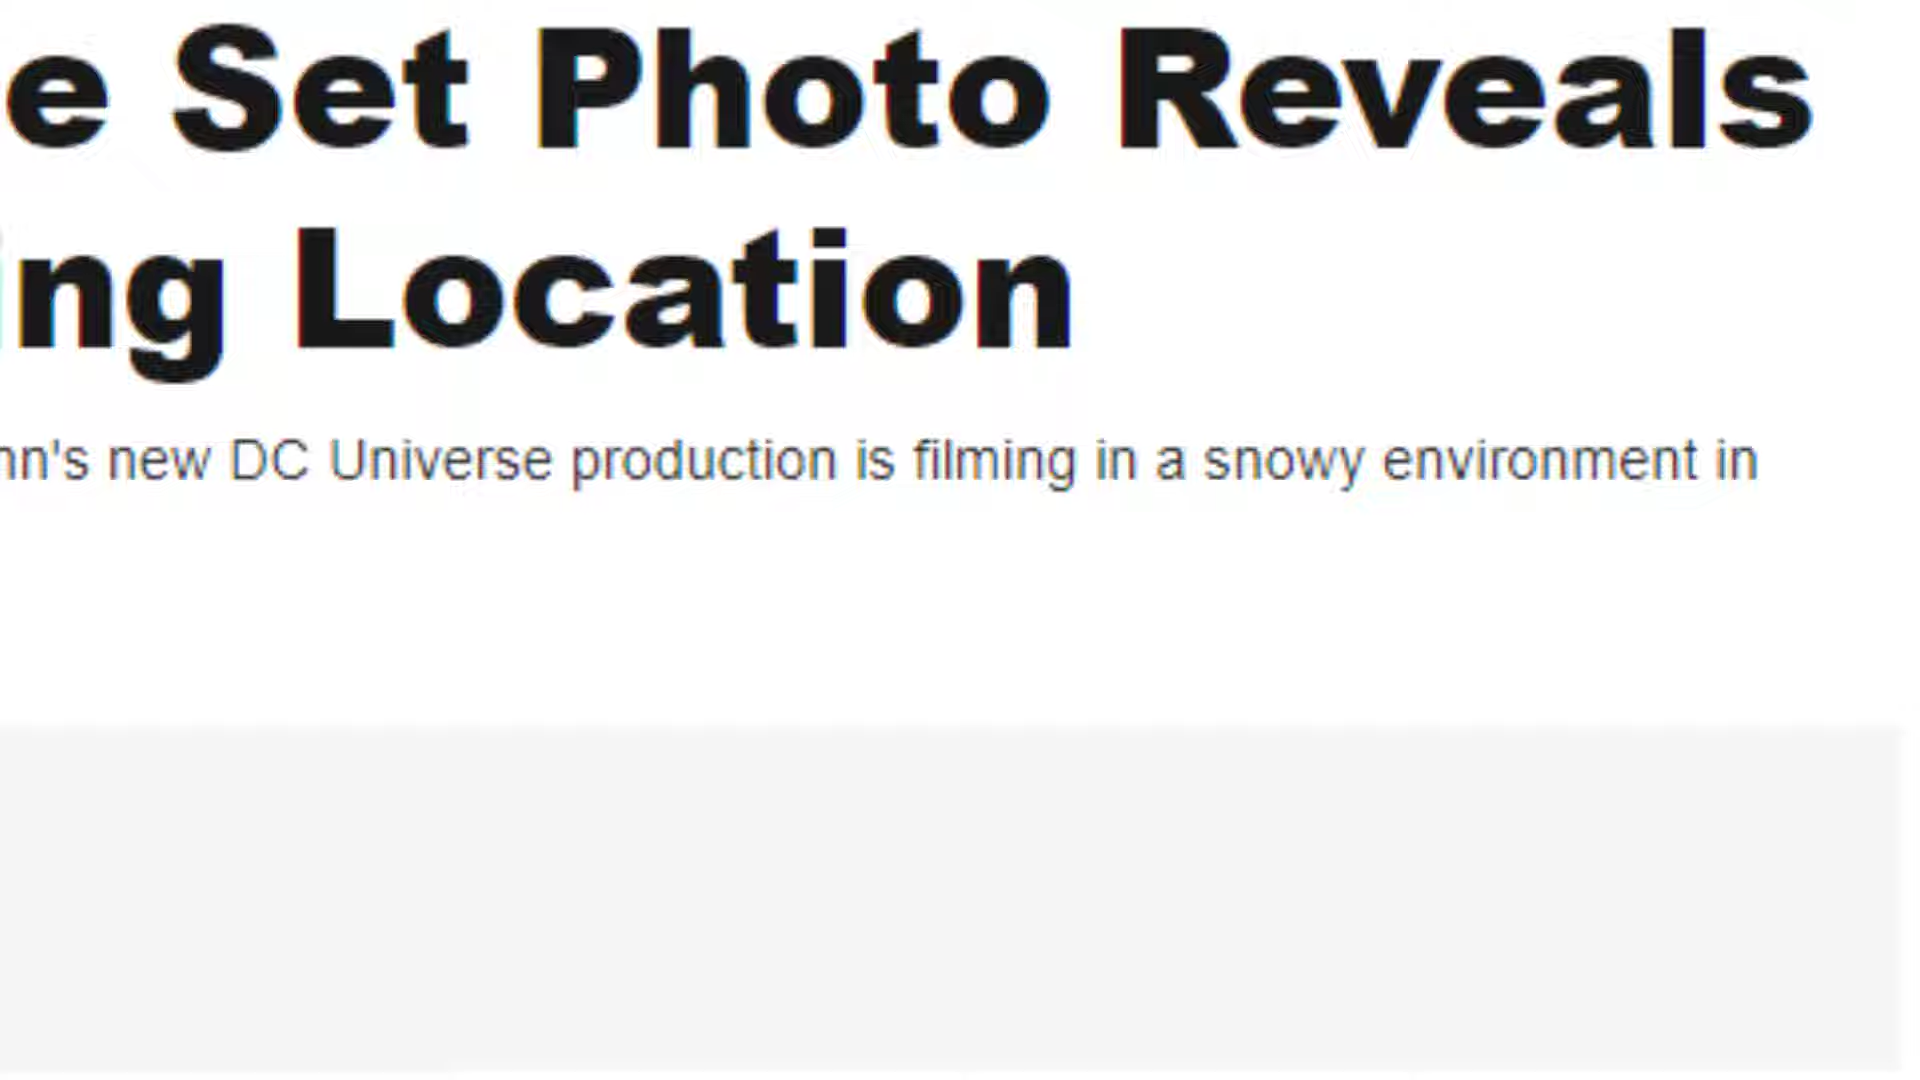 e Set Photo Reveals
ing Location
nn's new DC Universe production is filming in a snowy environment in